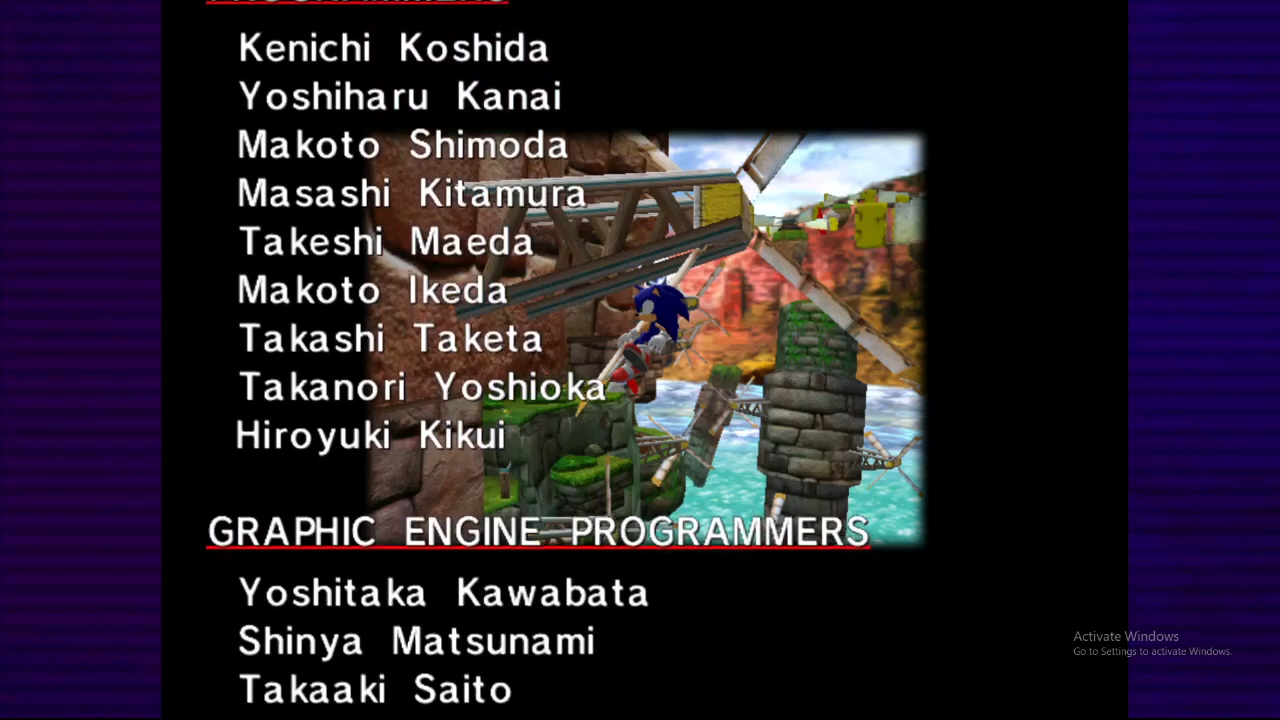 PROGRAMMERS
Kenichi Koshida
Yoshiharu Kanai
Makoto Shimoda
Masashi Kitamura
Takeshi Maeda
Makoto Ikeda
Takashi Taketa
Takanori Yoshioka
Hiroyuki Kikui
GRAPHIC ENGINE PROGRAMMERS
Yoshitaka Kawabata
Shinya Matsunami
Takaaki Saito
Activate Windows
Go to Settings to activate Windows.